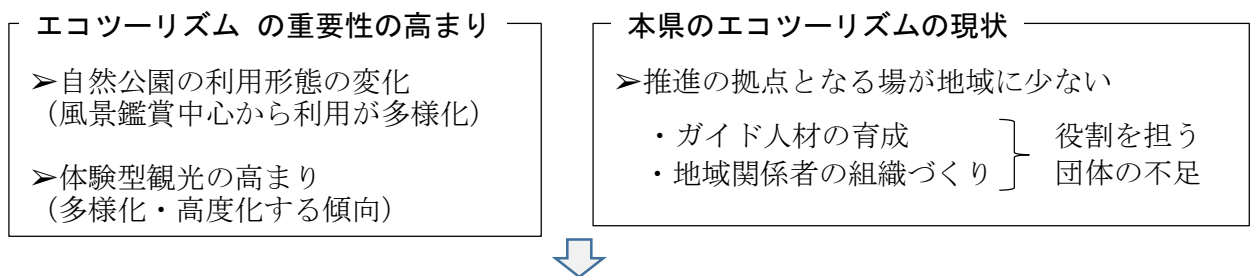 エコツーリズム の重要性の高まり
➢自然公園の利用形態の変化
(風景鑑賞中心から利用が多様化)
➢体験型観光の高まり
(多様化・高度化する傾向)
本県のエコツーリズムの現状
➢推進の拠点となる場が地域に少ない
・ガイド人材の育成
・地域関係者の組織づくり
役割を担う
団体の不足